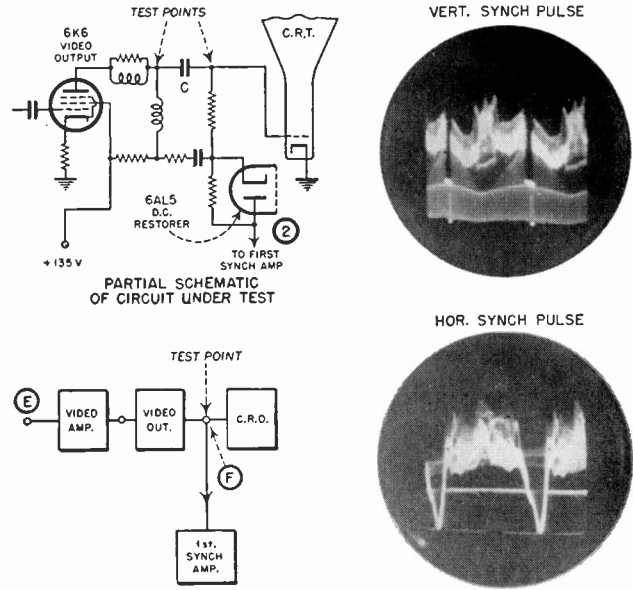 TEST POINTS
6K6
VIDEO
OUTPUT
C
C.R.T.
6AL5
D.C.
RESTORER
2
TO FIRST
SYNCH AMP
+135V
PARTIAL SCHEMATIC
OF CIRCUIT UNDER TEST
VERT. SYNCH PULSE
TEST POINT
E
VIDEO
AMP.
VIDEO
OUT.
C.R.O.
F
1st.
SYNCH
AMP.
HOR. SYNCH PULSE